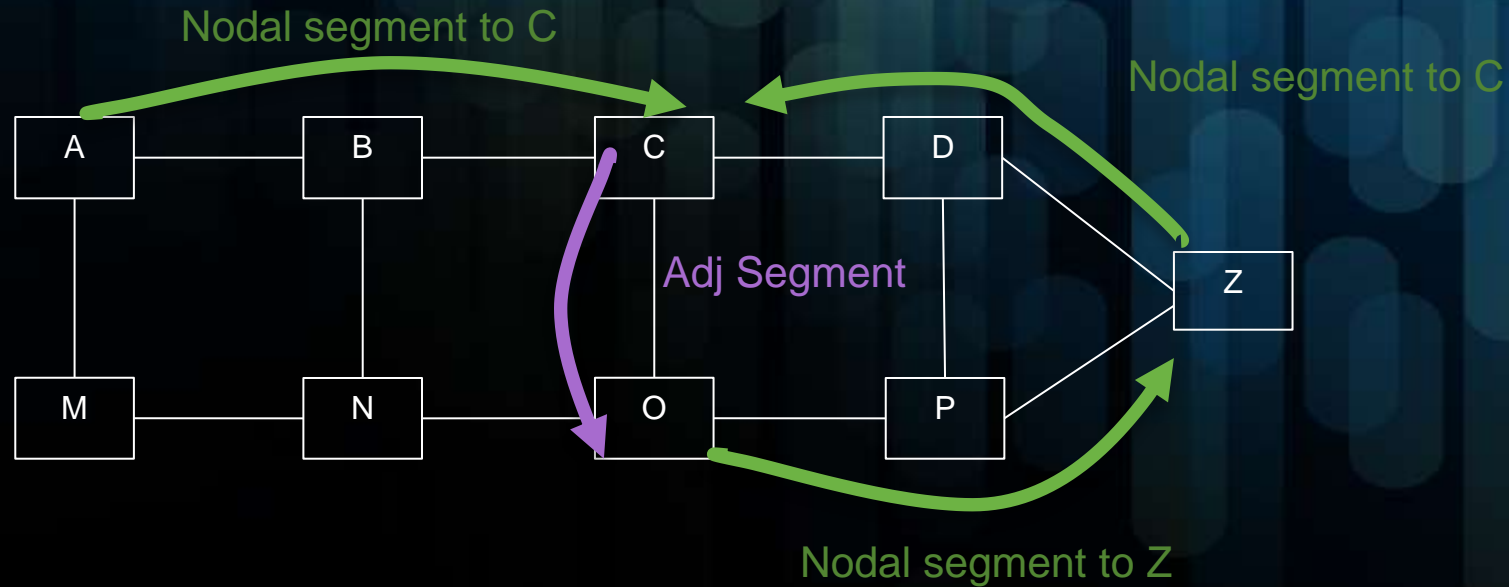 Nodal segment to C
Nodal segment to C
A
B
C
D
Adj Segment
Z
M
N
O
P
Nodal segment to Z